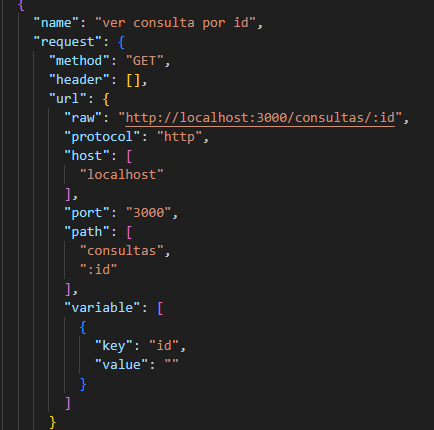 {
"name": "ver consulta por id",
"request": {
"method": "GET",
"header": [],
"url": {
"raw": "http://localhost:3000/consultas/:id",
"protocol": "http",
"host": [
"localhost"
],
"port": "3000",
"path": [
"consultas",
":id"
],
"variable": [
{
"key": "id",
"value": ""
}
]
}